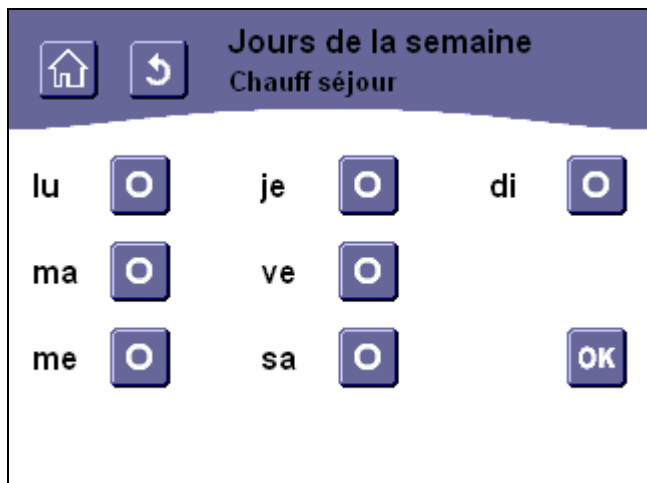 Jours de la semaine
Chauff séjour
lu O je O di O
ma O ve O
me O sa O OK